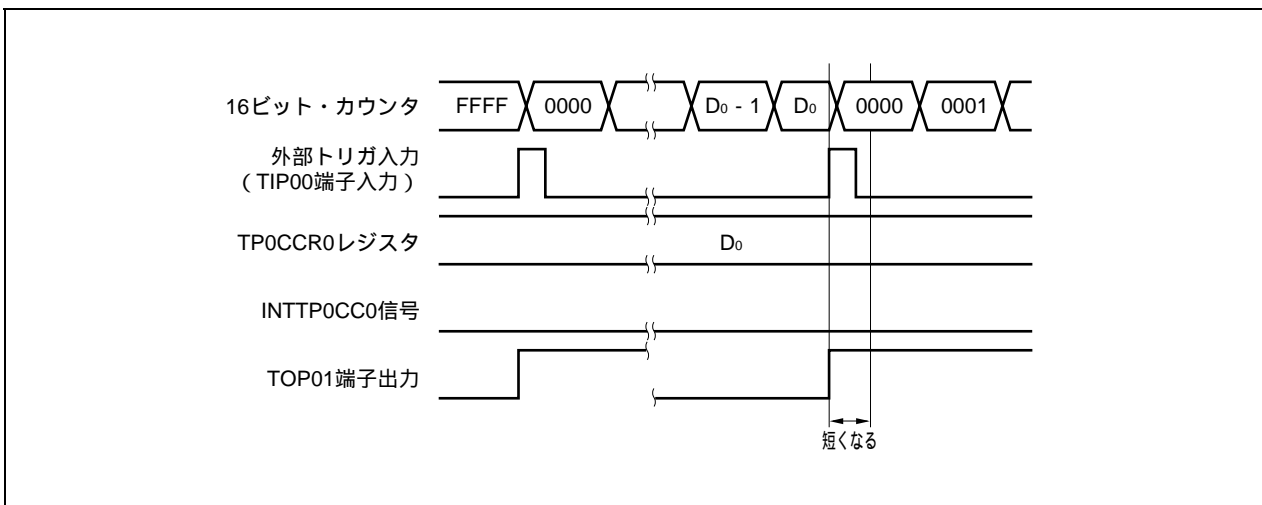 16ビット・カウンタ
FFFF 0000 D0 - 1 D0 0000 0001
外部トリガ入力
（TIP00端子入力）
TP0CCR0レジスタ
D0
INTTP0CC0信号
TOP01端子出力
短くなる